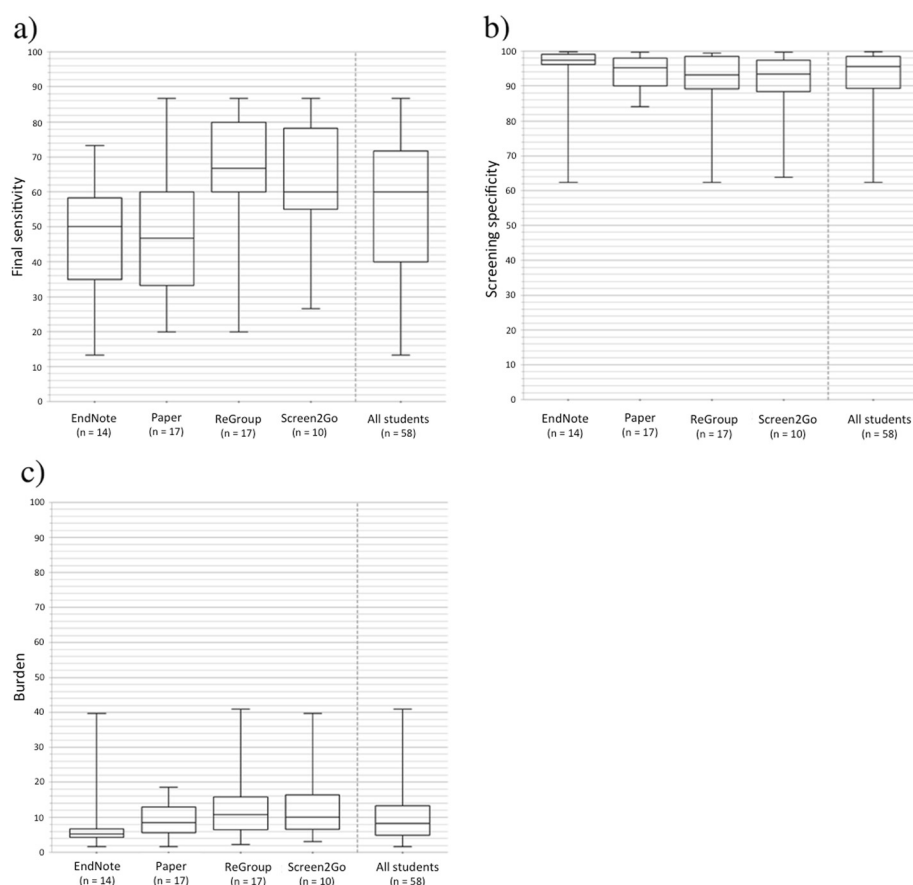 a)
100
90
80
70
60
50
40
30
20
10
0
Final sensitivity
EndNote Paper ReGroup Screen2Go All students
(n = 14) (n = 17) (n = 17) (n = 10) (n = 58)
b)
100
90
80
70
60
50
40
30
20
10
0
Screening specificity
EndNote Paper ReGroup Screen2Go All students
(n = 14) (n = 17) (n = 17) (n = 10) (n = 58)
c)
100
90
80
70
60
50
40
30
20
10
0
Burden
EndNote Paper ReGroup Screen2Go All students
(n = 14) (n = 17) (n = 17) (n = 10) (n = 58)